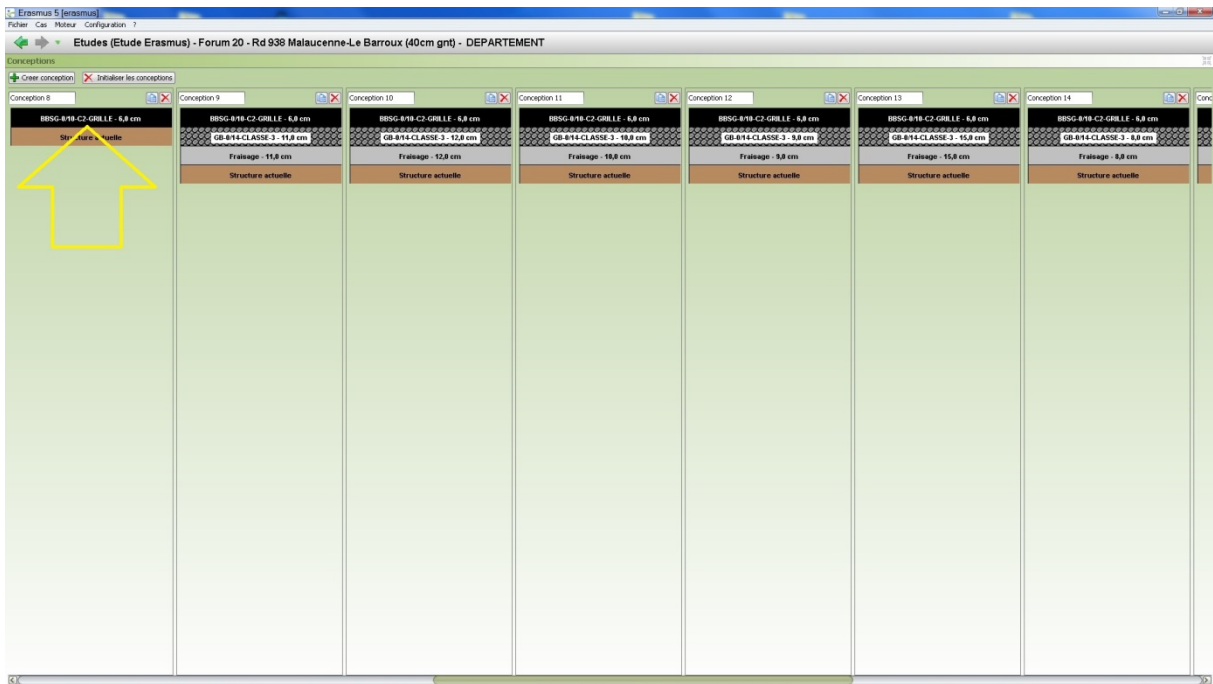 Erasmus 5 [erasmus]
Fichier Cas Moteur Configuration ?
Etudes (Etude Erasmus) - Forum 20 - Rd 938 Malaucenne-Le Barroux (40cm gnt) - DEPARTEMENT
Conceptions
Creer conception Initialiser les conceptions
Conception 8 Conception 9 Conception 10 Conception 11 Conception 12 Conception 13 Conception 14 Conc
BBSG-0/10-C2-GRILLE - 6,0 cm BBSG-0/10-C2-GRILLE - 6,0 cm BBSG-0/10-C2-GRILLE - 6,0 cm BBSG-0/10-C2-GRILLE - 6,0 cm BBSG-0/10-C2-GRILLE - 6,0 cm BBSG-0/10-C2-GRILLE - 6,0 cm BBSG-0/10-C2-GRILLE - 6,0 cm
Structure actuelle GB-0/14-CLASSE-3 - 11,0 cm GB-0/14-CLASSE-3 - 12,0 cm GB-0/14-CLASSE-3 - 10,0 cm GB-0/14-CLASSE-3 - 9,0 cm GB-0/14-CLASSE-3 - 15,0 cm GB-0/14-CLASSE-3 - 8,0 cm
Fraisage - 11,0 cm Fraisage - 12,0 cm Fraisage - 10,0 cm Fraisage - 9,0 cm Fraisage - 15,0 cm Fraisage - 8,0 cm
Structure actuelle Structure actuelle Structure actuelle Structure actuelle Structure actuelle Structure actuelle